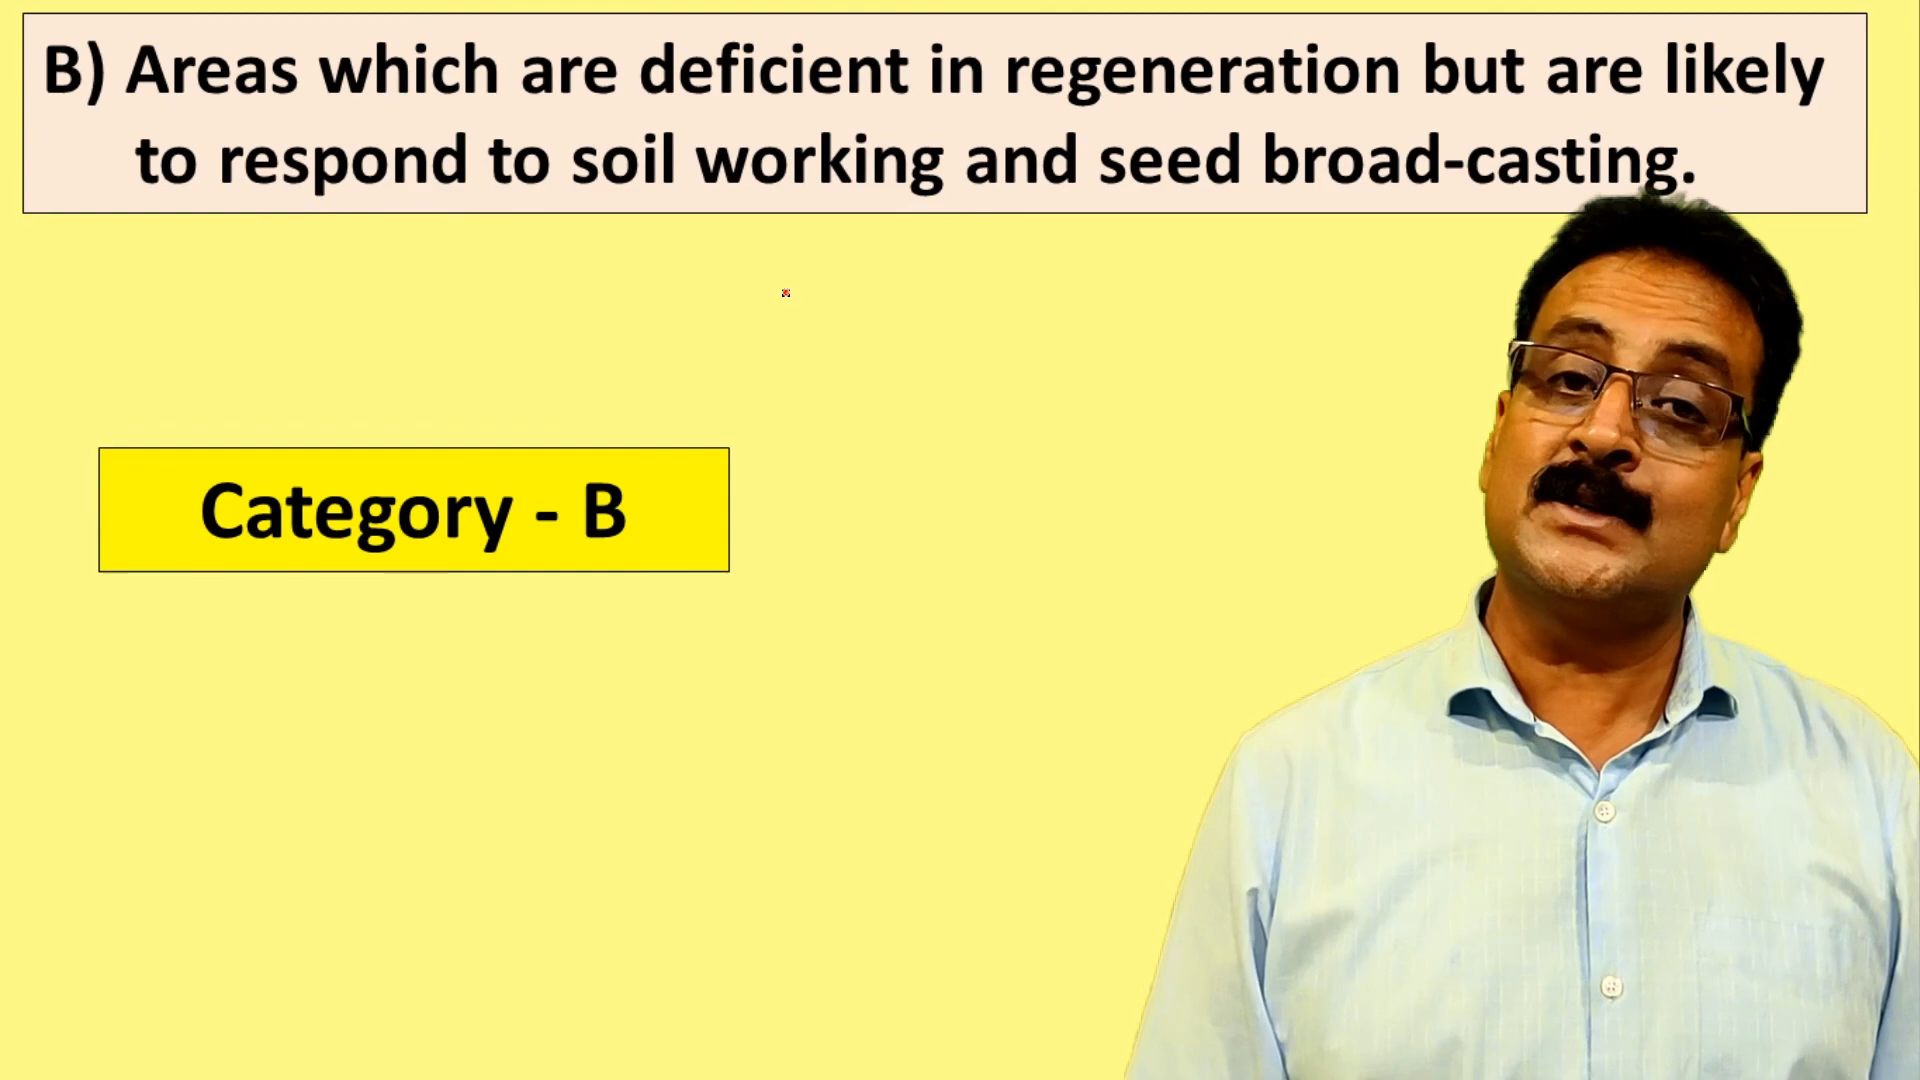 B) Areas which are deficient in regeneration but are likely
to respond to soil working and seed broad-casting.
Category - B